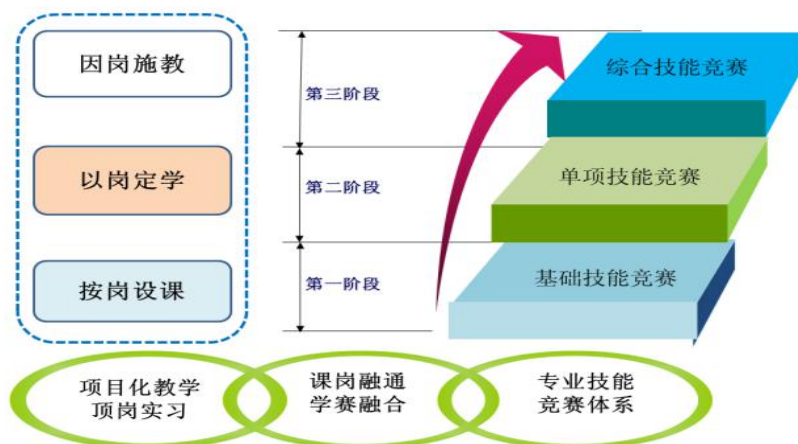 因岗施教
以岗定学
按岗设课
第三阶段
第二阶段
第一阶段
综合技能竞赛
单项技能竞赛
基础技能竞赛
项目化教学
顶岗实习
课岗融通
学赛融合
专业技能
竞赛体系